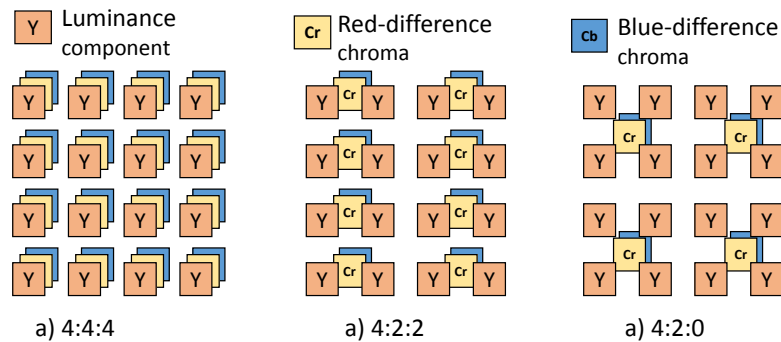 Y
Luminance
component
Cr
Red-difference
chroma
Cb
Blue-difference
chroma
Y Y Y Y
Y Y Y Y
Y Y Y Y
Y Y Y Y
a) 4:4:4
Y Cr Y Y Cr Y
Y Cr Y Y Cr Y
Y Cr Y Y Cr Y
Y Cr Y Y Cr Y
a) 4:2:2
Y Y Y Y
Cr Cr
Y Y Y Y
Y Y Y Y
Cr Cr
Y Y Y Y
a) 4:2:0